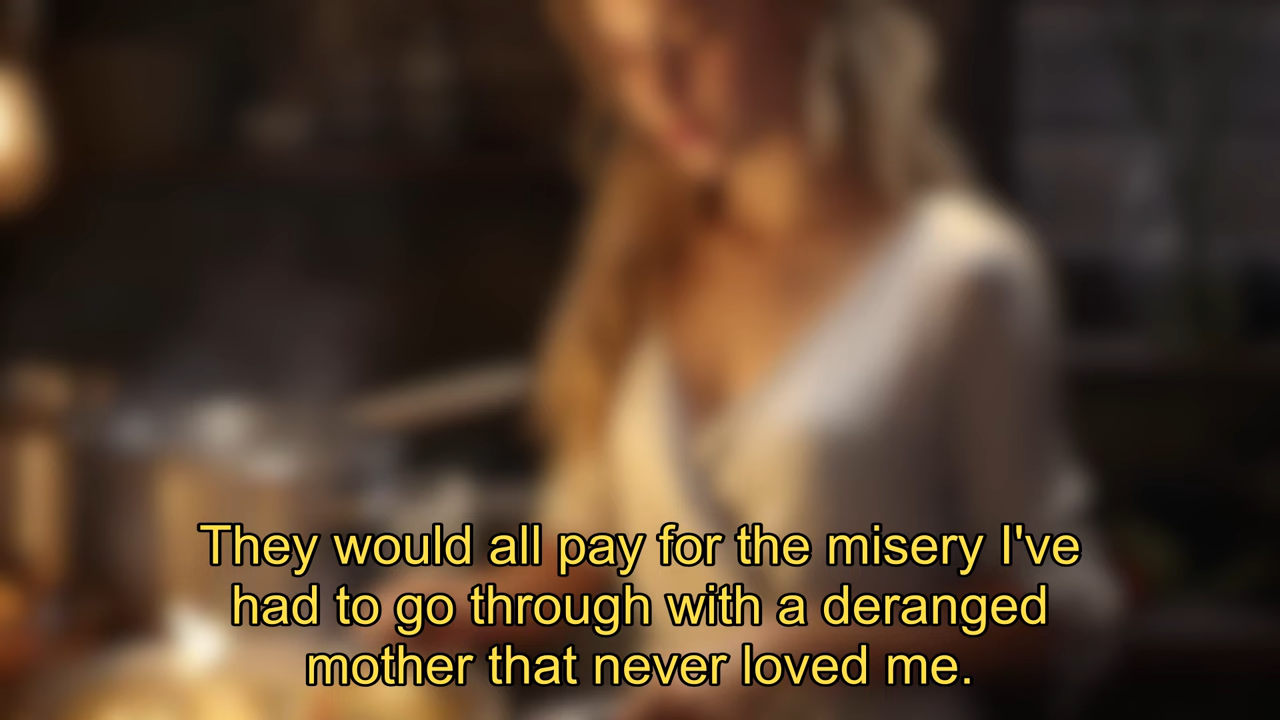 They would all pay for the misery I've
had to go through with a deranged
mother that never loved me.